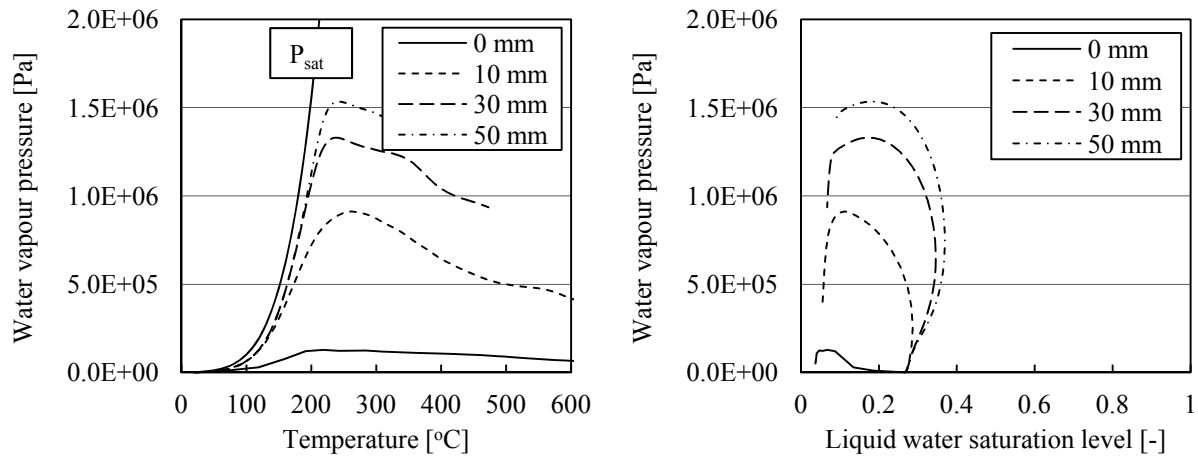 Water vapour pressure [Pa]
2.0E+06
1.5E+06
1.0E+06
5.0E+05
0.0E+00
P_sat
0 mm
10 mm
30 mm
50 mm
0 100 200 300 400 500 600
Temperature [°C]
Water vapour pressure [Pa]
2.0E+06
1.5E+06
1.0E+06
5.0E+05
0.0E+00
0 mm
10 mm
30 mm
50 mm
0 0.2 0.4 0.6 0.8 1
Liquid water saturation level [-]